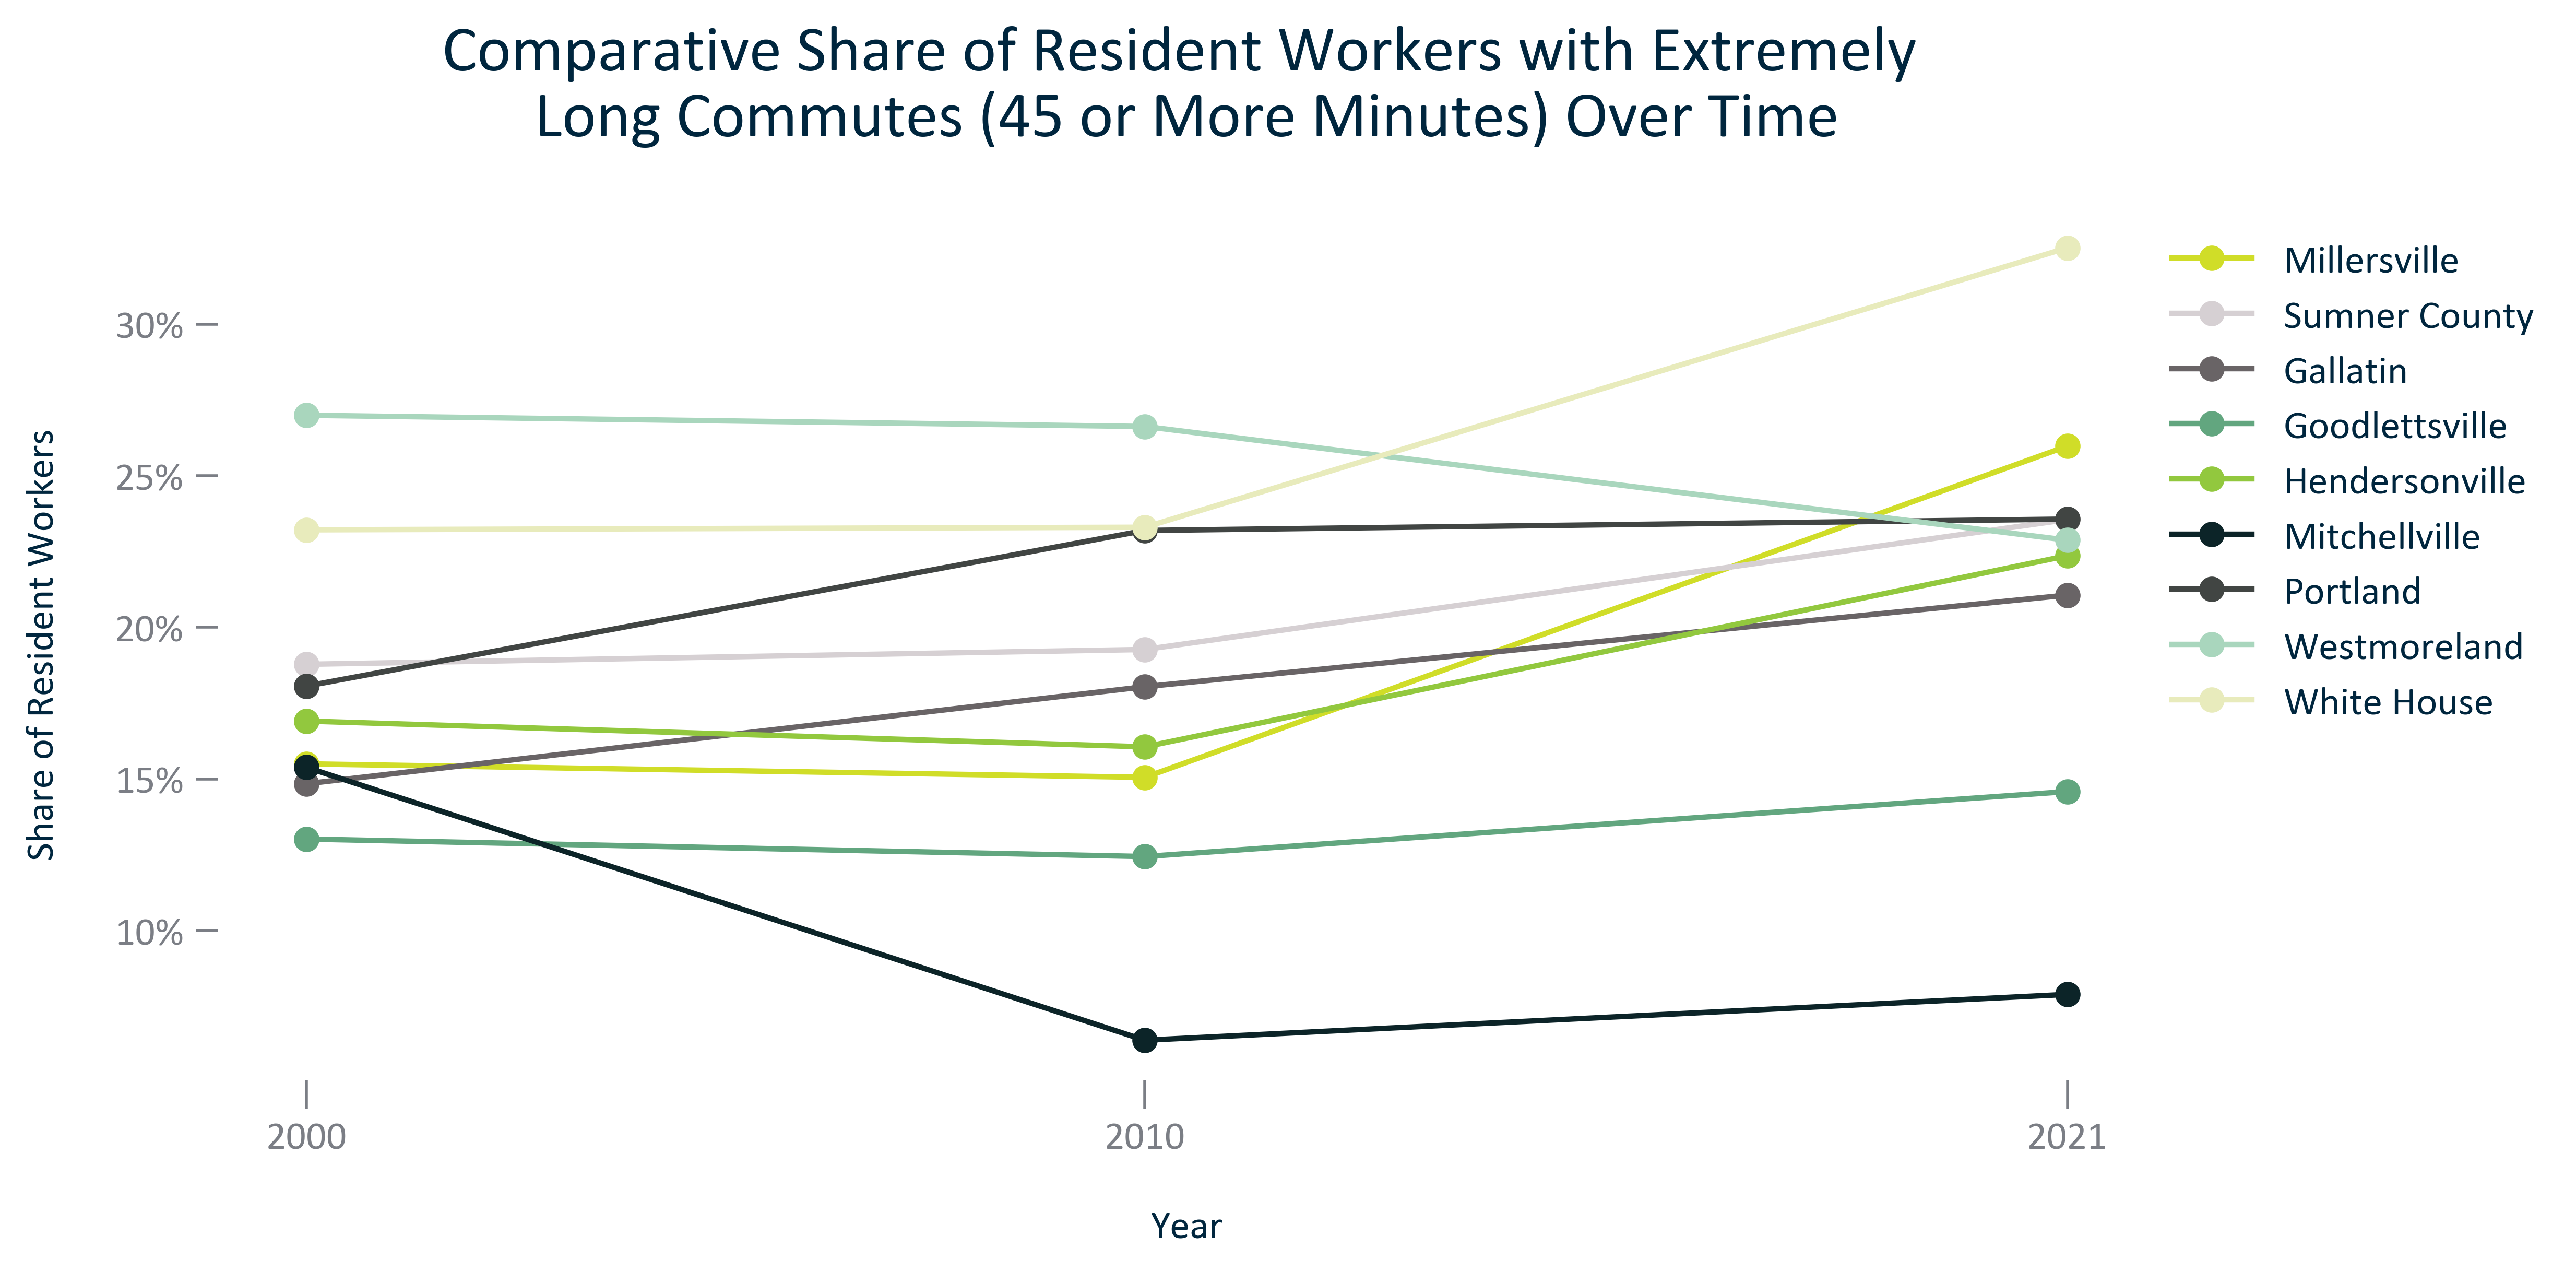 Comparative Share of Resident Workers with Extremely
Long Commutes (45 or More Minutes) Over Time
Share of Resident Workers
30%
25%
20%
15%
10%
2000
2010
2021
Year
Millersville
Sumner County
Gallatin
Goodlettsville
Hendersonville
Mitchellville
Portland
Westmoreland
White House